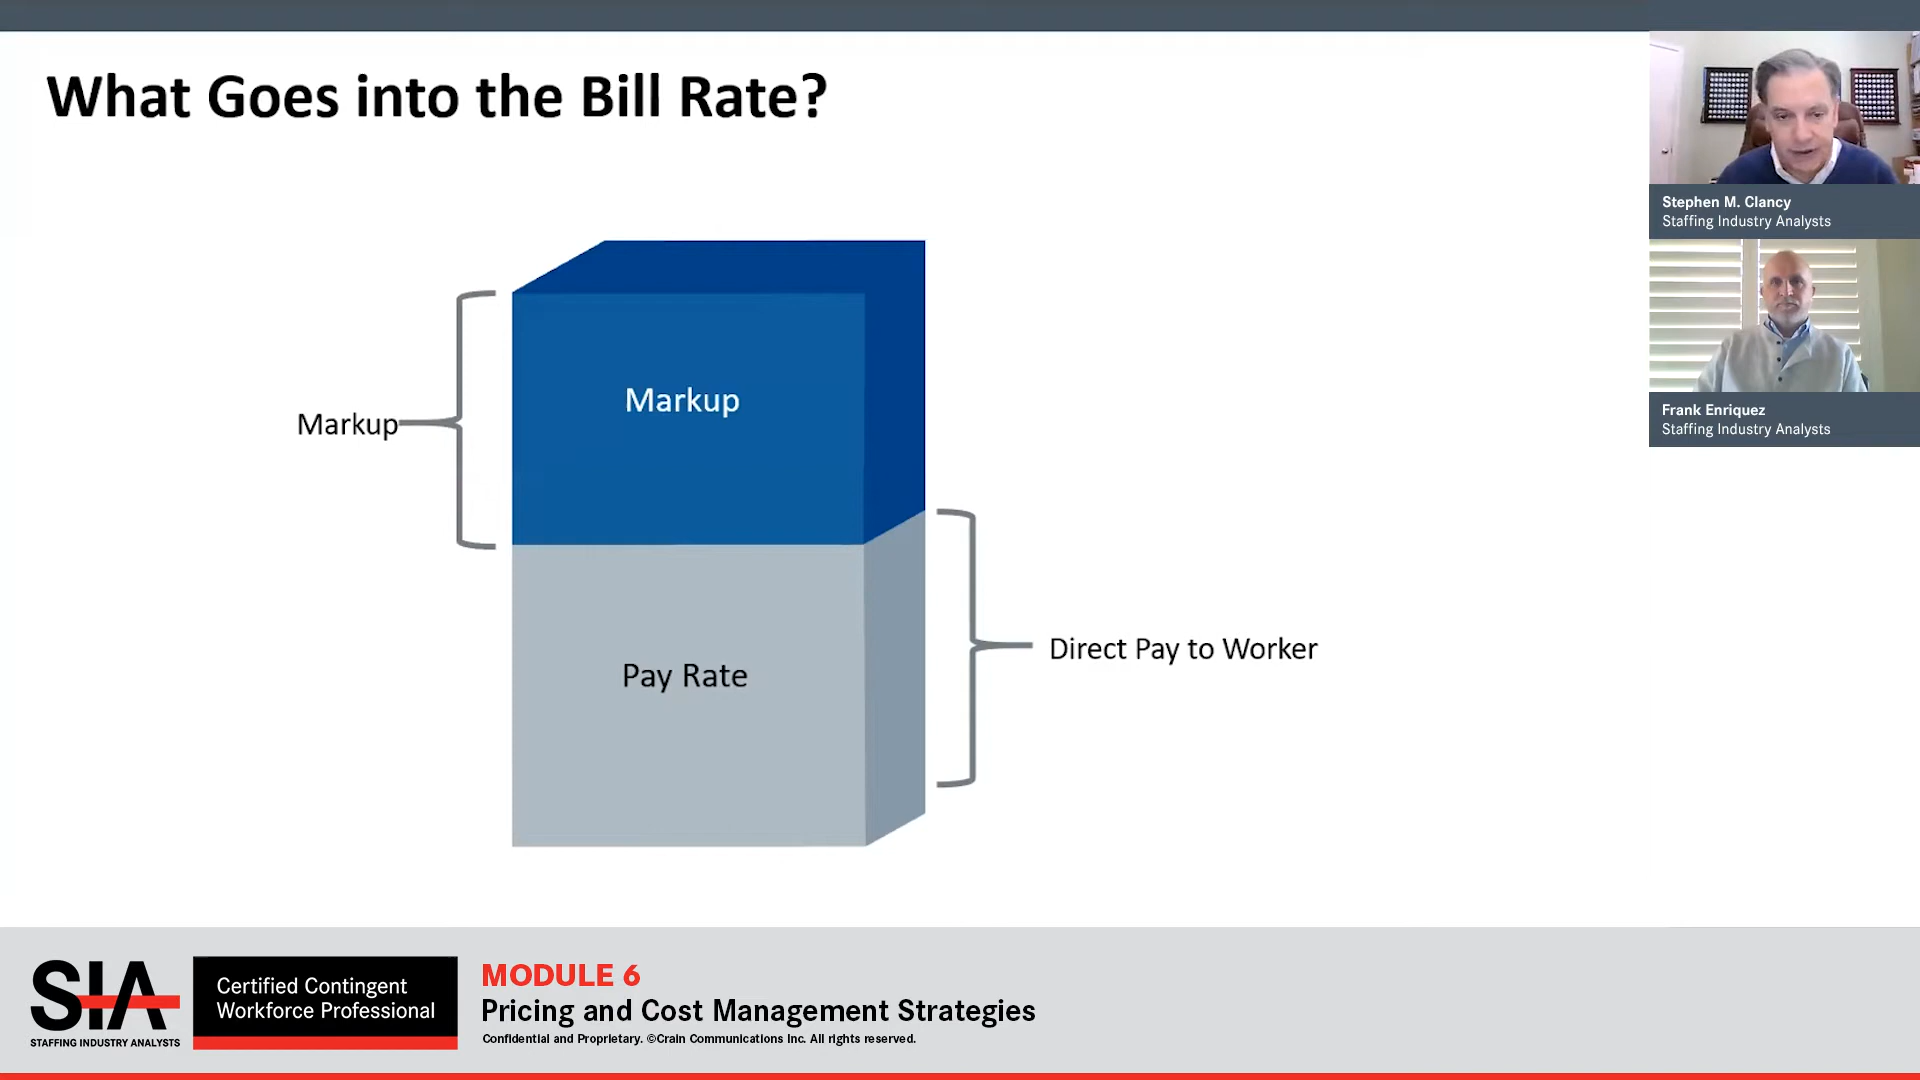 What Goes into the Bill Rate?
Stephen M. Clancy
Staffing Industry Analysts
Frank Enriquez
Staffing Industry Analysts
Markup
Markup
Pay Rate
Direct Pay to Worker
SIA
STAFFING INDUSTRY ANALYSTS
Certified Contingent
Workforce Professional
MODULE 6
Pricing and Cost Management Strategies
Confidential and Proprietary. ©Crain Communications Inc. All rights reserved.